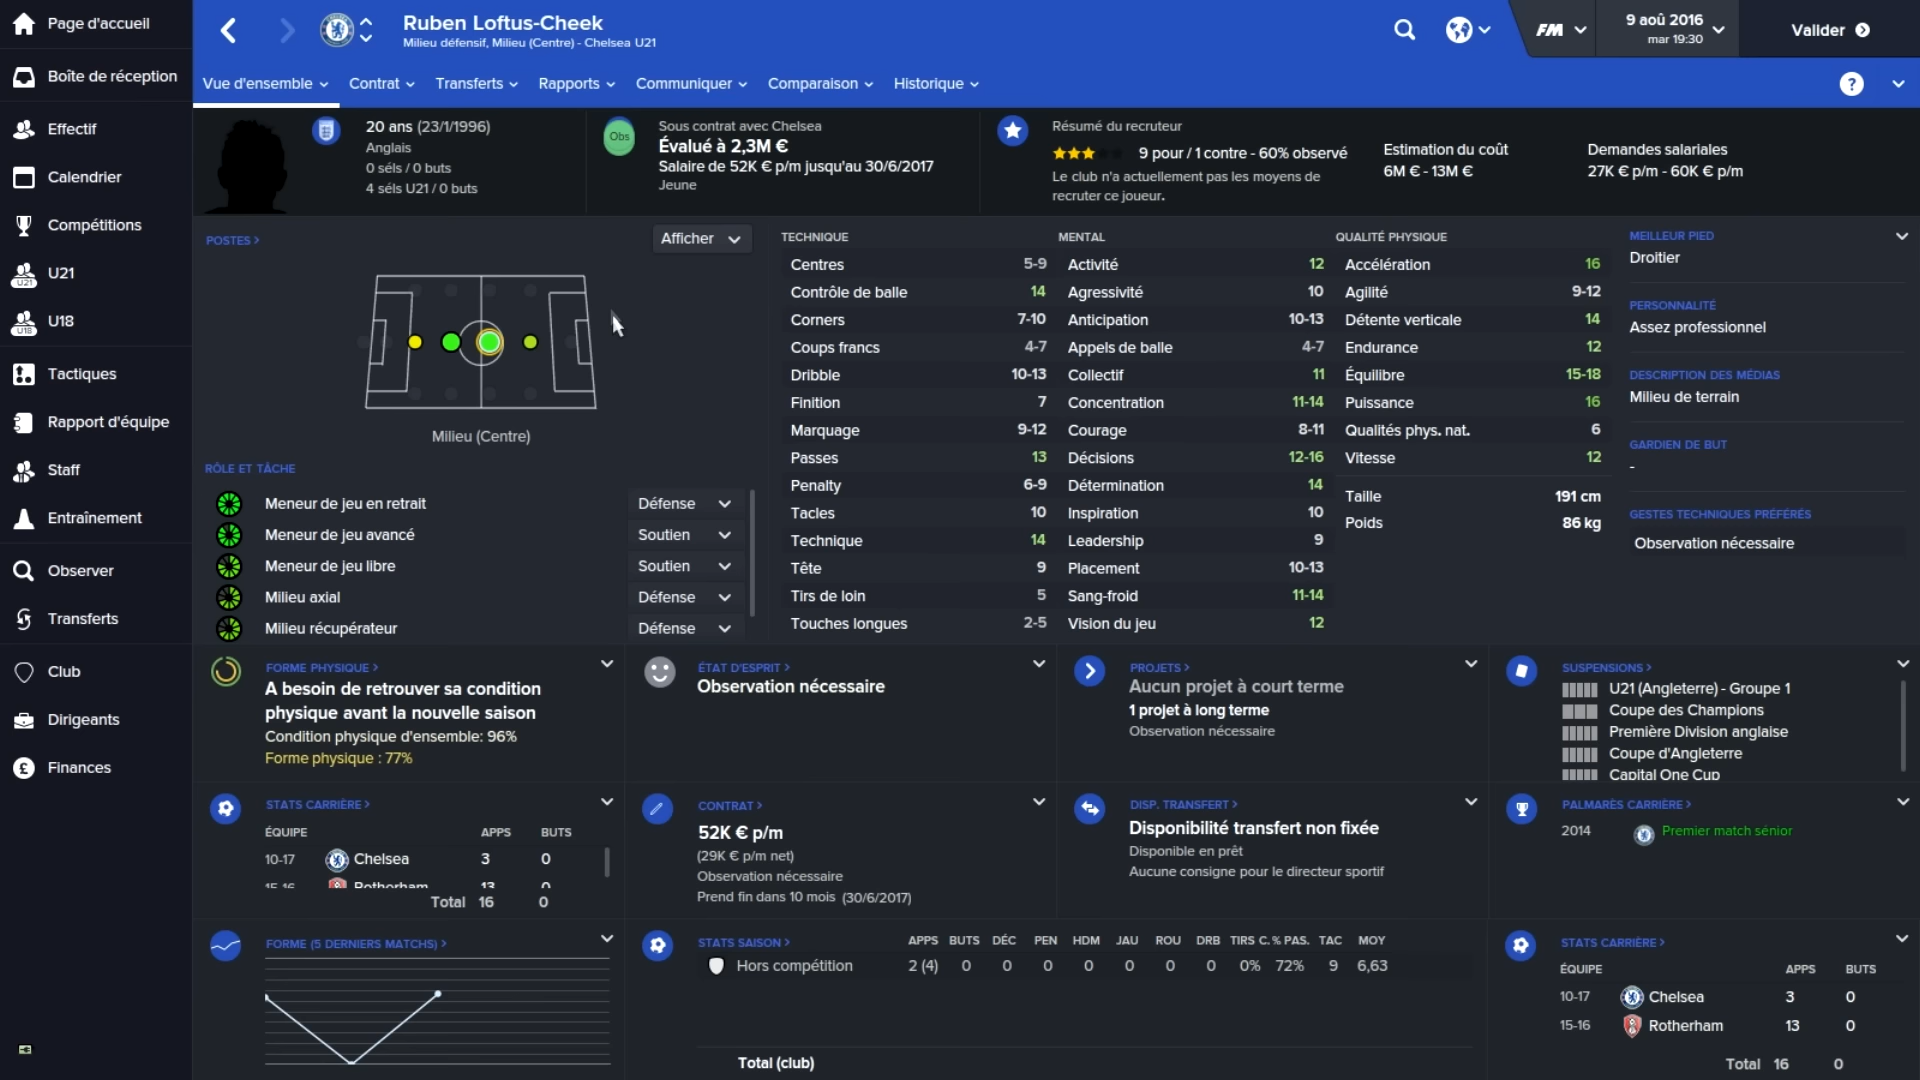 Page d'accueil
Boîte de réception
Effectif
Calendrier
Compétitions
U21
U21
U18
U18
Tactiques
Rapport d'équipe
Staff
Entraînement
Observer
Transferts
Club
Dirigeants
Finances
Ruben Loftus-Cheek
Milieu défensif, Milieu (Centre) - Chelsea U21
FM
9 aoû 2016
mar 19:30
Valider
Vue d'ensemble Contrat Transferts Rapports Communiquer Comparaison Historique
?
20 ans (23/1/1996)
Anglais
0 séls / 0 buts
4 séls U21 / 0 buts
Obs
Sous contrat avec Chelsea
Évalué à 2,3M €
Salaire de 52K € p/m jusqu'au 30/6/2017
Jeune
Résumé du recruteur
9 pour / 1 contre - 60% observé
Le club n'a actuellement pas les moyens de
recruter ce joueur.
Estimation du coût
6M € - 13M €
Demandes salariales
27K € p/m - 60K € p/m
POSTES >
Afficher
Milieu (Centre)
RÔLE ET TÂCHE
Meneur de jeu en retrait Défense
Meneur de jeu avancé Soutien
Meneur de jeu libre Soutien
Milieu axial Défense
Milieu récupérateur Défense
TECHNIQUE
Centres 5-9
Contrôle de balle 14
Corners 7-10
Coups francs 4-7
Dribble 10-13
Finition 7
Marquage 9-12
Passes 13
Penalty 6-9
Tacles 10
Technique 14
Tête 9
Tirs de loin 5
Touches longues 2-5
MENTAL
Activité 12
Agressivité 10
Anticipation 10-13
Appels de balle 4-7
Collectif 11
Concentration 11-14
Courage 8-11
Décisions 12-16
Détermination 14
Inspiration 10
Leadership 9
Placement 10-13
Sang-froid 11-14
Vision du jeu 12
QUALITÉ PHYSIQUE
Accélération 16
Agilité 9-12
Détente verticale 14
Endurance 12
Équilibre 15-18
Puissance 16
Qualités phys. nat. 6
Vitesse 12
Taille 191 cm
Poids 86 kg
MEILLEUR PIED
Droitier
PERSONNALITÉ
Assez professionnel
DESCRIPTION DES MÉDIAS
Milieu de terrain
GARDIEN DE BUT
-
GESTES TECHNIQUES PRÉFÉRÉS
Observation nécessaire
FORME PHYSIQUE >
A besoin de retrouver sa condition
physique avant la nouvelle saison
Condition physique d'ensemble: 96%
Forme physique : 77%
ÉTAT D'ESPRIT >
Observation nécessaire
PROJETS >
Aucun projet à court terme
1 projet à long terme
Observation nécessaire
SUSPENSIONS >
U21 (Angleterre) - Groupe 1
Coupe des Champions
Première Division anglaise
Coupe d'Angleterre
Capital One Cup
STATS CARRIÈRE >
ÉQUIPE APPS BUTS
10-17 Chelsea 3 0
15-16 Rotherham 13 0
Total 16 0
CONTRAT >
52K € p/m
(29K € p/m net)
Observation nécessaire
Prend fin dans 10 mois (30/6/2017)
DISP. TRANSFERT >
Disponibilité transfert non fixée
Disponible en prêt
Aucune consigne pour le directeur sportif
PALMARÈS CARRIÈRE >
2014 Premier match sénior
FORME (5 DERNIERS MATCHS) >
STATS SAISON > APPS BUTS DÉC PEN HDM JAU ROU DRB TIRS C. % PAS. TAC MOY
Hors compétition 2 (4) 0 0 0 0 0 0 0 0% 72% 9 6,63
Total (club)
STATS CARRIÈRE >
ÉQUIPE APPS BUTS
10-17 Chelsea 3 0
15-16 Rotherham 13 0
Total 16 0